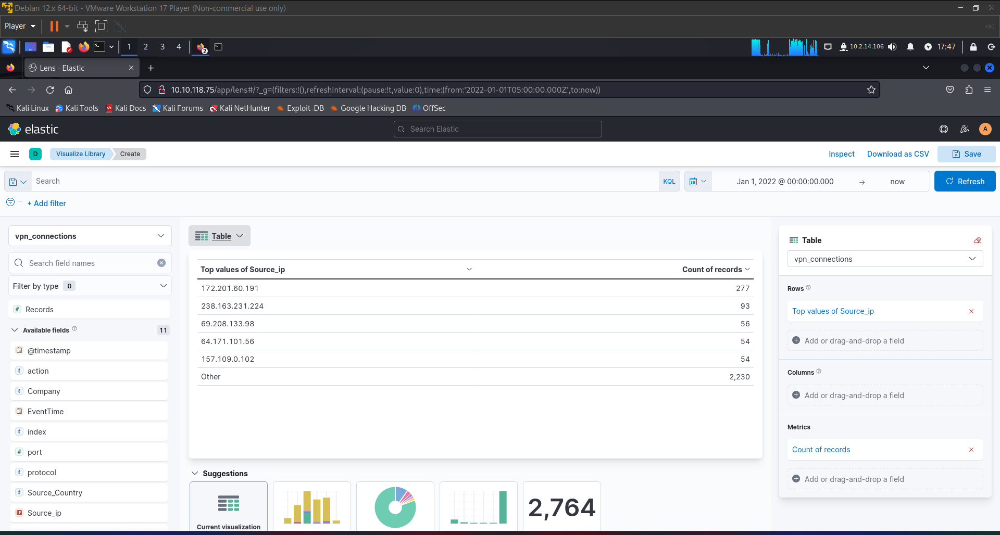 Debian 12.x 64-bit - VMware Workstation 17 Player (Non-commercial use only)
Player
1 2 3 4 2 10.2.14.106 17:47
Lens - Elastic
10.10.118.75/app/lens#/?_g=(filters:!(),refreshInterval:(pause:!t,value:0),time:(from:'2022-01-01T05:00:00.000Z',to:now))
Kali Linux Kali Tools Kali Docs Kali Forums Kali NetHunter Exploit-DB Google Hacking DB OffSec
elastic Search Elastic A
D Visualize Library Create Inspect Download as CSV Save
Search KQL Jan 1, 2022 @ 00:00:00.000 → now Refresh
+ Add filter
vpn_connections
Search field names
Filter by type 0
# Records
Available fields 11
@timestamp
t action
t Company
EventTime
t index
# port
t protocol
t Source_Country
IP Source_ip
Table
Top values of Source_ip Count of records
172.201.60.191 277
238.163.231.224 93
69.208.133.98 56
64.171.101.56 54
157.109.0.102 54
Other 2,230
Suggestions
Current visualization
2,764
Table
vpn_connections
Rows
Top values of Source_ip
Add or drag-and-drop a field
Columns
Add or drag-and-drop a field
Metrics
Count of records
Add or drag-and-drop a field